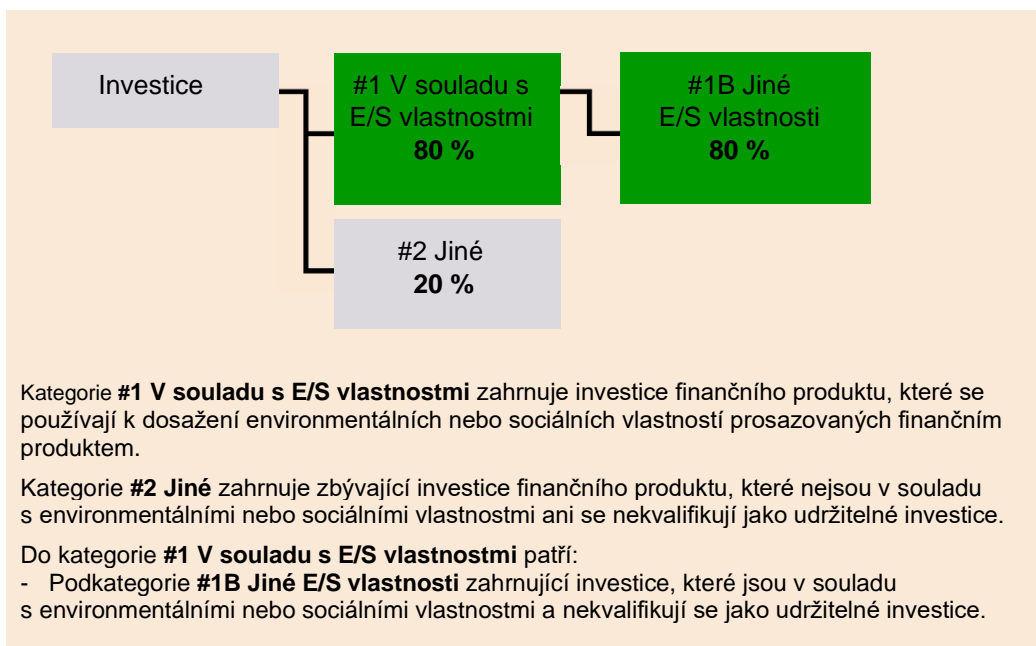 Investice
#1 V souladu s
E/S vlastnostmi
80 %
#1B Jiné
E/S vlastnosti
80 %
#2 Jiné
20 %
Kategorie #1 V souladu s E/S vlastnostmi zahrnuje investice finančního produktu, které se
používají k dosažení environmentálních nebo sociálních vlastností prosazovaných finančním
produktem.
Kategorie #2 Jiné zahrnuje zbývající investice finančního produktu, které nejsou v souladu
s environmentálními nebo sociálními vlastnostmi ani se nekvalifikují jako udržitelné investice.
Do kategorie #1 V souladu s E/S vlastnostmi patří:
- Podkategorie #1B Jiné E/S vlastnosti zahrnující investice, které jsou v souladu
s environmentálními nebo sociálními vlastnostmi a nekvalifikují se jako udržitelné investice.